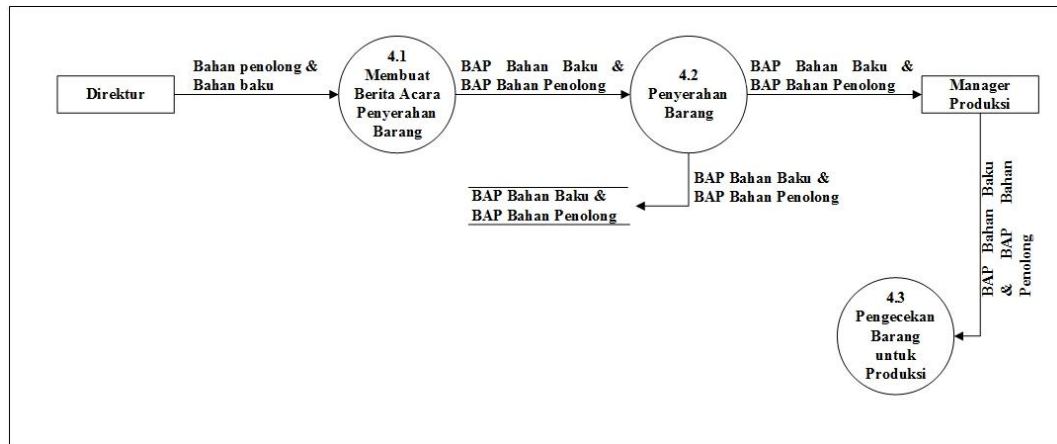 Direktur
Bahan penolong &
Bahan baku
4.1
Membuat
Berita Acara
Penyerahan
Barang
BAP Bahan Baku &
BAP Bahan Penolong
4.2
Penyerahan
Barang
BAP Bahan Baku &
BAP Bahan Penolong
Manager
Produksi
BAP Bahan Baku &
BAP Bahan Penolong
BAP Bahan Baku &
BAP Bahan Penolong
BAP Bahan Baku
& BAP Bahan
Penolong
4.3
Pengecekan
Barang
untuk
Produksi